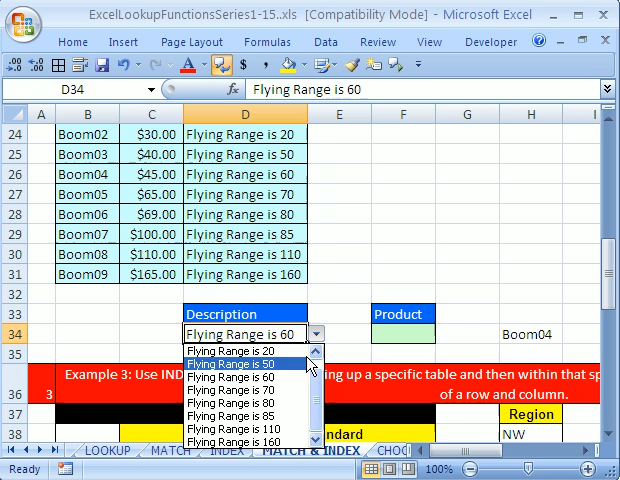 ExcelLookupFunctionsSeries1-15..xls [Compatibility Mode] - Microsoft Excel
Home Insert Page Layout Formulas Data Review View Developer
D34 fx Flying Range is 60
A B C D E F G H I
24 Boom02 $30.00 Flying Range is 20
25 Boom03 $40.00 Flying Range is 50
26 Boom04 $45.00 Flying Range is 60
27 Boom05 $65.00 Flying Range is 70
28 Boom06 $69.00 Flying Range is 80
29 Boom07 $100.00 Flying Range is 85
30 Boom08 $110.00 Flying Range is 110
31 Boom09 $165.00 Flying Range is 160
32
33 Description Product
34 Flying Range is 60 Boom04
35
Flying Range is 20
Flying Range is 50
Flying Range is 60
Flying Range is 70
Flying Range is 80
Flying Range is 85
Flying Range is 110
Flying Range is 160
Example 3: Use IND ing up a specific table and then within that sp
36 3 of a row and column.
37 Region
38 ndard NW
LOOKUP MATCH INDEX MATCH & INDEX CHOO
Ready 100%